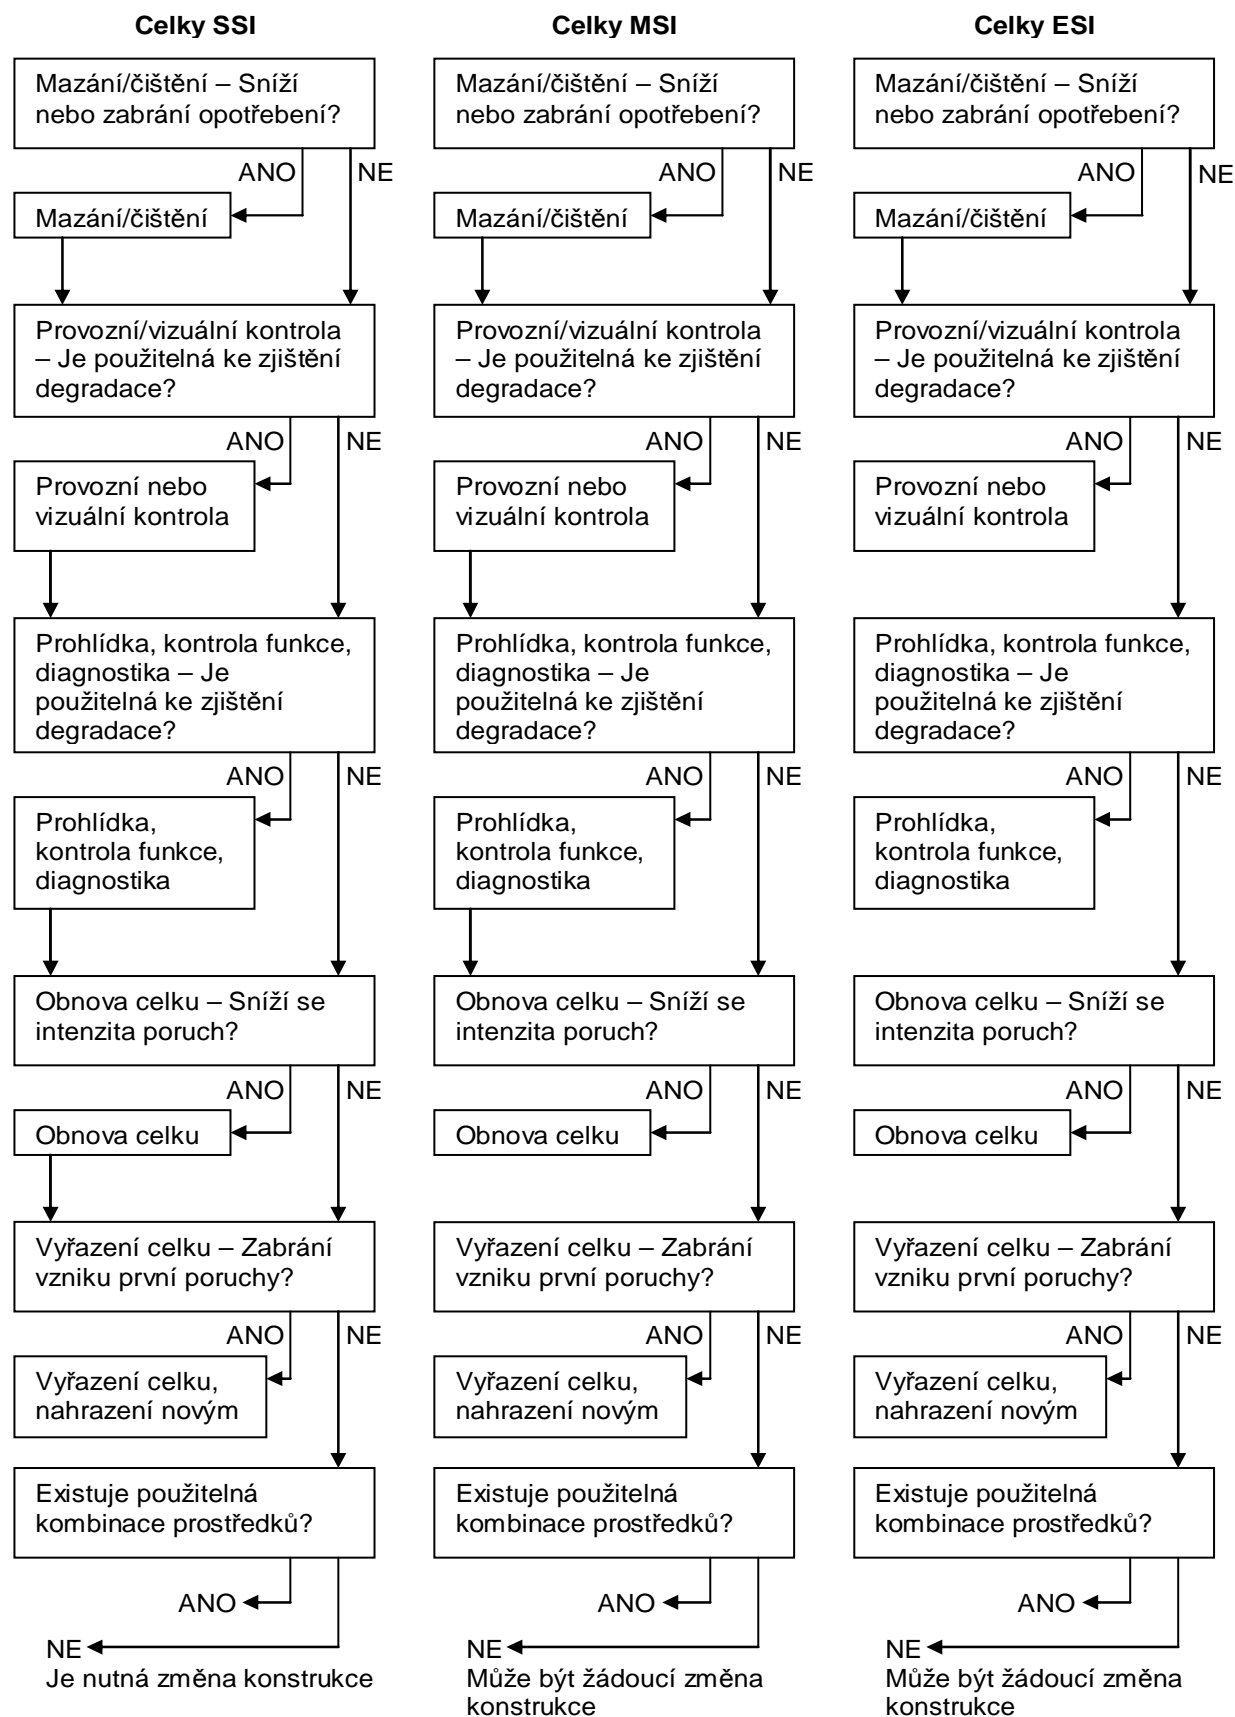 Celky SSI
Mazání/čištění – Sníží
nebo zabrání opotřebení?
ANO
NE
Mazání/čištění
Provozní/vizuální kontrola
– Je použitelná ke zjištění
degradace?
ANO
NE
Provozní nebo
vizuální kontrola
Prohlídka, kontrola funkce,
diagnostika – Je
použitelná ke zjištění
degradace?
ANO
NE
Prohlídka,
kontrola funkce,
diagnostika
Obnova celku – Sníží se
intenzita poruch?
ANO
NE
Obnova celku
Vyřazení celku – Zabrání
vzniku první poruchy?
ANO
NE
Vyřazení celku,
nahrazení novým
Existuje použitelná
kombinace prostředků?
ANO
NE
Je nutná změna konstrukce
Celky MSI
Mazání/čištění – Sníží
nebo zabrání opotřebení?
ANO
NE
Mazání/čištění
Provozní/vizuální kontrola
– Je použitelná ke zjištění
degradace?
ANO
NE
Provozní nebo
vizuální kontrola
Prohlídka, kontrola funkce,
diagnostika – Je
použitelná ke zjištění
degradace?
ANO
NE
Prohlídka,
kontrola funkce,
diagnostika
Obnova celku – Sníží se
intenzita poruch?
ANO
NE
Obnova celku
Vyřazení celku – Zabrání
vzniku první poruchy?
ANO
NE
Vyřazení celku,
nahrazení novým
Existuje použitelná
kombinace prostředků?
ANO
NE
Může být žádoucí změna
konstrukce
Celky ESI
Mazání/čištění – Sníží
nebo zabrání opotřebení?
ANO
NE
Mazání/čištění
Provozní/vizuální kontrola
– Je použitelná ke zjištění
degradace?
ANO
NE
Provozní nebo
vizuální kontrola
Prohlídka, kontrola funkce,
diagnostika – Je
použitelná ke zjištění
degradace?
ANO
NE
Prohlídka,
kontrola funkce,
diagnostika
Obnova celku – Sníží se
intenzita poruch?
ANO
NE
Obnova celku
Vyřazení celku – Zabrání
vzniku první poruchy?
ANO
NE
Vyřazení celku,
nahrazení novým
Existuje použitelná
kombinace prostředků?
ANO
NE
Může být žádoucí změna
konstrukce